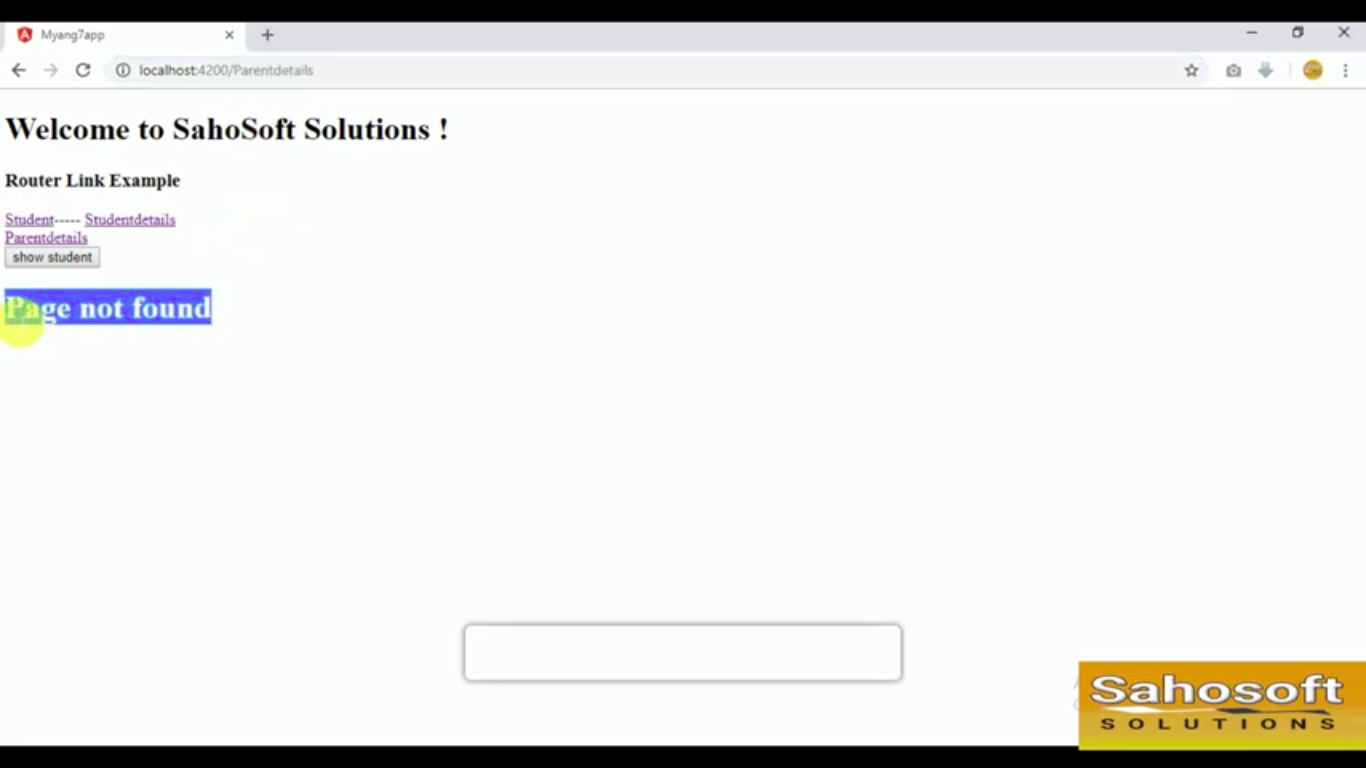 Myang7app
localhost:4200/Parentdetails
Welcome to SahoSoft Solutions !
Router Link Example
Student----- Studentdetails
Parentdetails
show student
Page not found
Sahosoft
SOLUTIONS